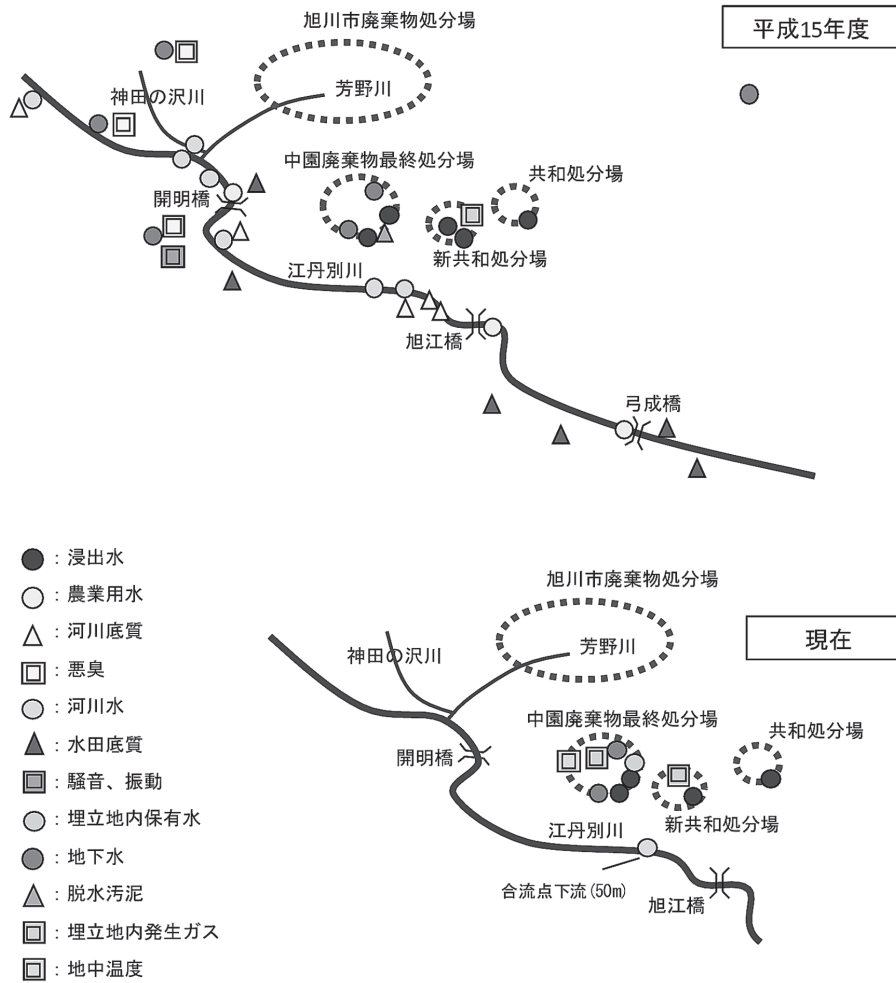 旭川市廃棄物処分場
平成15年度
神田の沢川
芳野川
中園廃棄物最終処分場
共和処分場
開明橋
新共和処分場
江丹別川
旭江橋
弓成橋
：浸出水
：農業用水
：河川底質
：悪臭
：河川水
：水田底質
：騒音、振動
：埋立地内保有水
：地下水
：脱水汚泥
：埋立地内発生ガス
：地中温度
旭川市廃棄物処分場
現在
神田の沢川
芳野川
中園廃棄物最終処分場
共和処分場
開明橋
新共和処分場
江丹別川
合流点下流(50m)
旭江橋